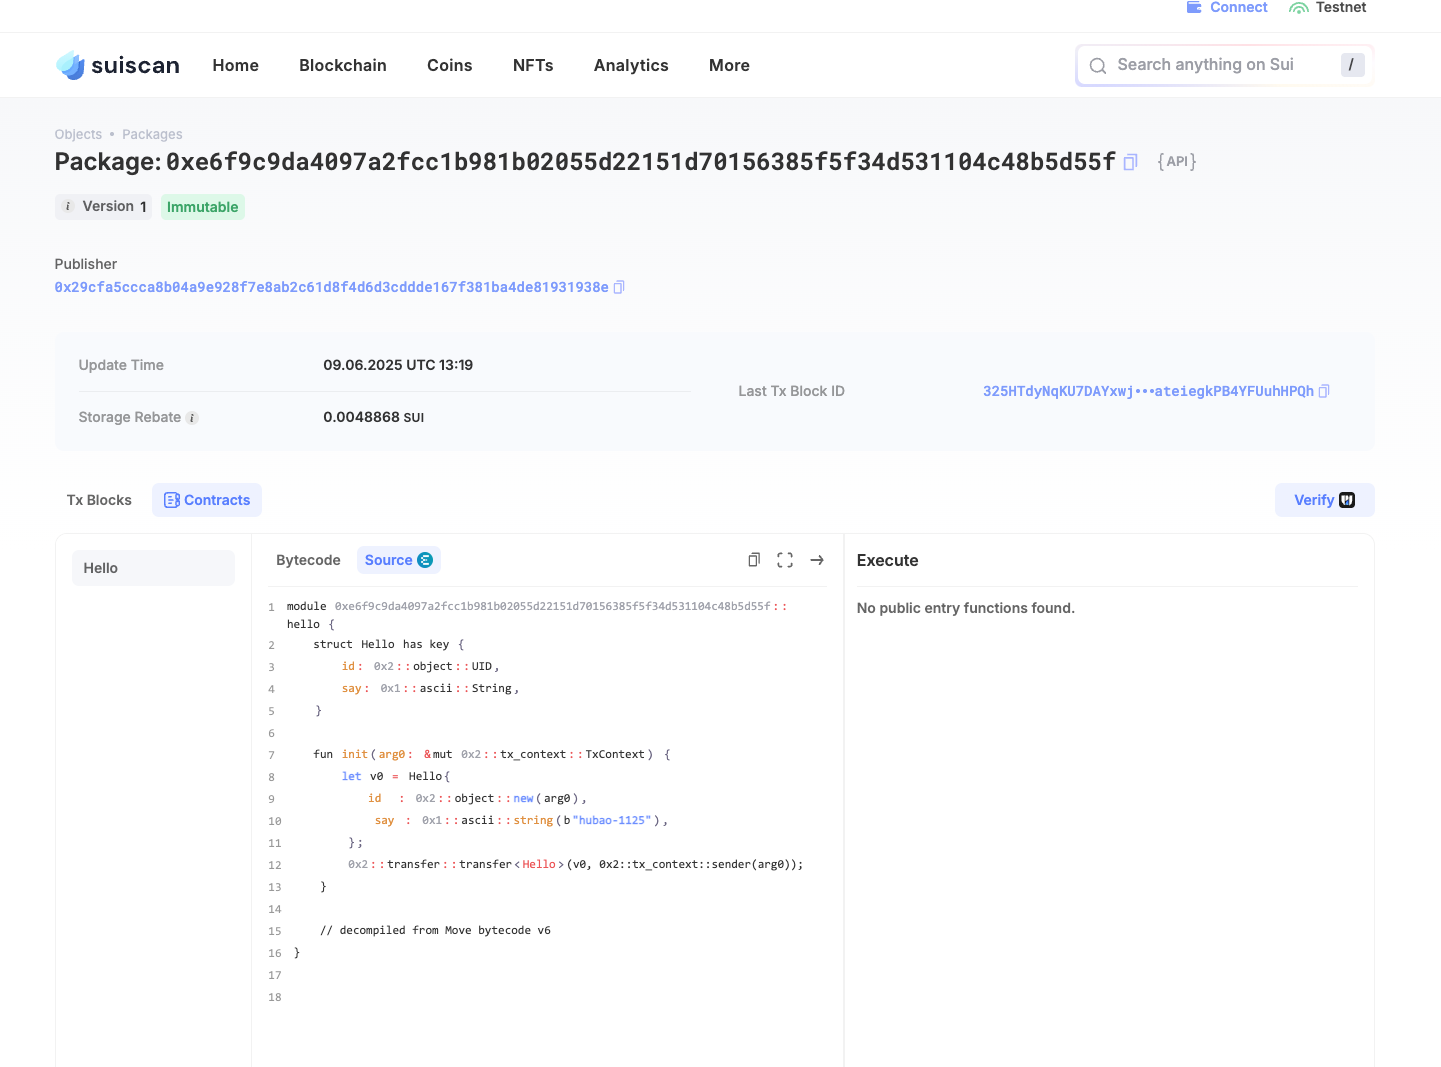 Connect Testnet
suiscan Home Blockchain Coins NFTs Analytics More Search anything on Sui /
Objects • Packages
Package: 0xe6f9c9da4097a2fcc1b981b02055d22151d70156385f5f34d531104c48b5d55f {API}
i Version 1 Immutable
Publisher
0x29cfa5ccca8b04a9e928f7e8ab2c61d8f4d6d3cddde167f381ba4de81931938e
Update Time 09.06.2025 UTC 13:19
Last Tx Block ID 325HTdyNqKU7DAYxwj•••ateiegkPB4YFUuhHPQh
Storage Rebate i 0.0048868 SUI
Tx Blocks Contracts Verify
Hello
Bytecode Source
Execute
No public entry functions found.
1 module 0xe6f9c9da4097a2fcc1b981b02055d22151d70156385f5f34d531104c48b5d55f::
hello {
2 struct Hello has key {
3 id: 0x2::object::UID,
4 say: 0x1::ascii::String,
5 }
6
7 fun init(arg0: &mut 0x2::tx_context::TxContext) {
8 let v0 = Hello{
9 id : 0x2::object::new(arg0),
10 say : 0x1::ascii::string(b"hubao-1125"),
11 };
12 0x2::transfer::transfer<Hello>(v0, 0x2::tx_context::sender(arg0));
13 }
14
15 // decompiled from Move bytecode v6
16 }
17
18